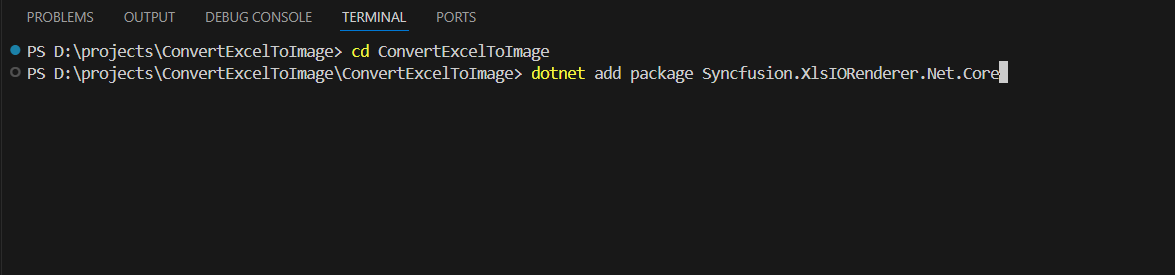 PROBLEMS OUTPUT DEBUG CONSOLE TERMINAL PORTS
PS D:\projects\ConvertExcelToImage> cd ConvertExcelToImage
PS D:\projects\ConvertExcelToImage\ConvertExcelToImage> dotnet add package Syncfusion.XlsIORenderer.Net.Core